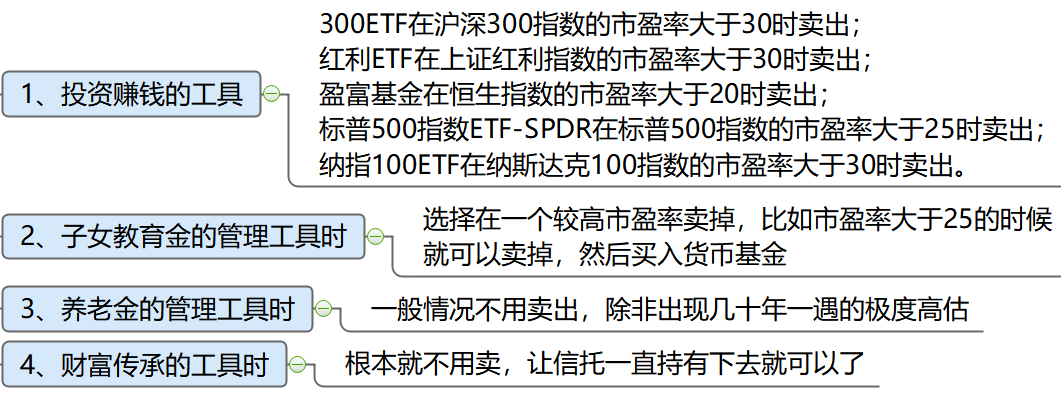 1、投资赚钱的工具
300ETF在沪深300指数的市盈率大于30时卖出；
红利ETF在上证红利指数的市盈率大于30时卖出；
盈富基金在恒生指数的市盈率大于20时卖出；
标普500指数ETF-SPDR在标普500指数的市盈率大于25时卖出；
纳指100ETF在纳斯达克100指数的市盈率大于30时卖出。
2、子女教育金的管理工具时
选择在一个较高市盈率卖掉，比如市盈率大于25的时候
就可以卖掉，然后买入货币基金
3、养老金的管理工具时
一般情况不用卖出，除非出现几十年一遇的极度高估
4、财富传承的工具时
根本就不用卖，让信托一直持有下去就可以了